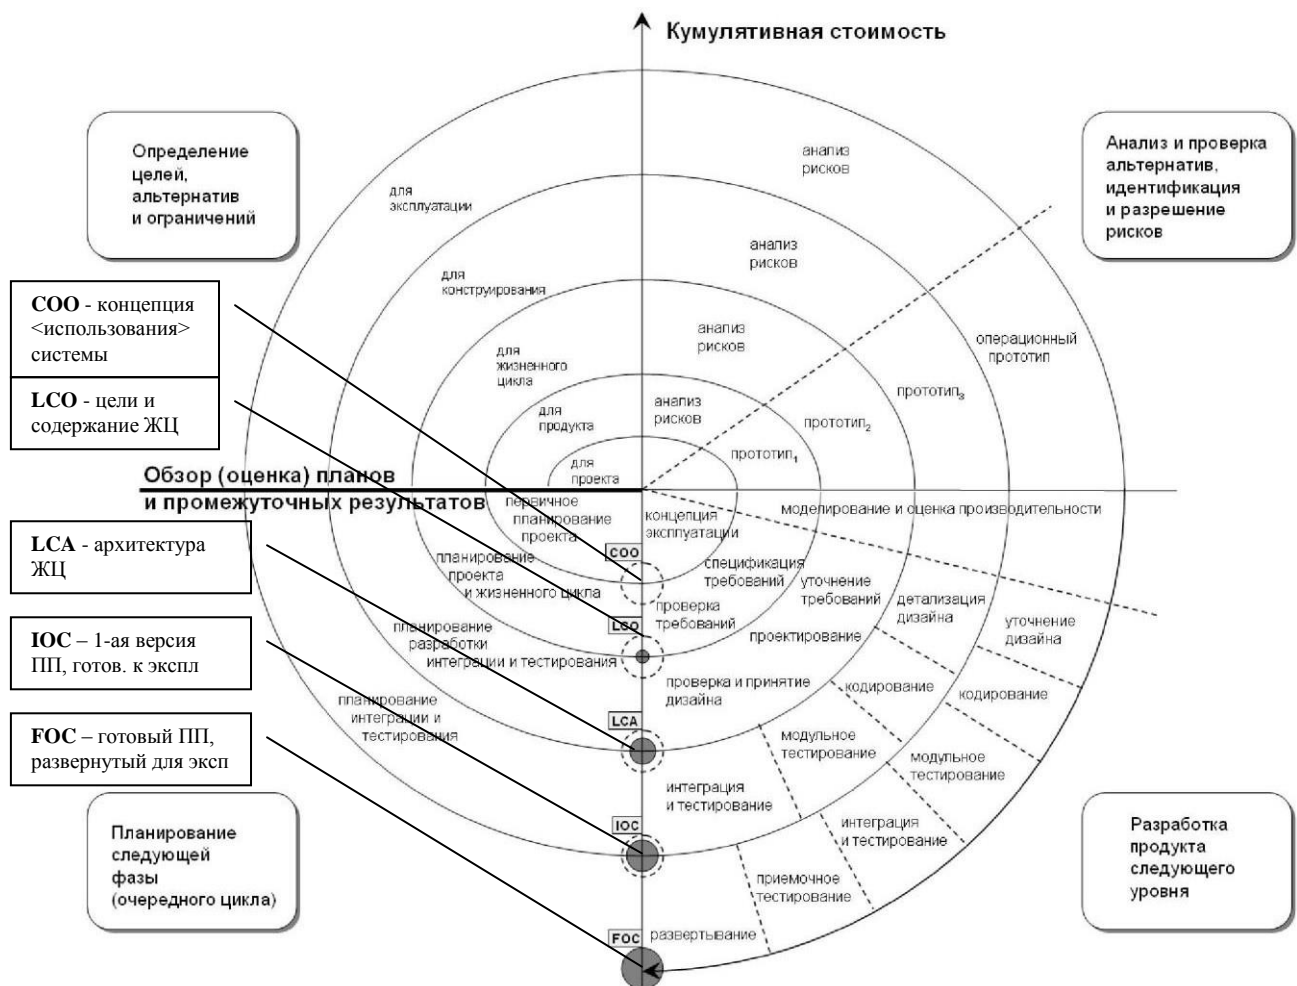 Кумулятивная стоимость
Определение
целей,
альтернатив
и ограничений
Анализ и проверка
альтернатив,
идентификация
и разрешение
рисков
анализ
рисков
для
эксплуатации
анализ
рисков
для
конструирования
COO - концепция
<использования>
системы
анализ
рисков
операционный
прототип
для
жизненного
цикла
LCO - цели и
содержание ЖЦ
прототип3
анализ
рисков
для
продукта
прототип2
прототип1
для
проекта
Обзор (оценка) планов
и промежуточных результатов
первичное
планирование
проекта
концепция
эксплуатации
моделирование и оценка производительности
LCA - архитектура
ЖЦ
COO
планирование
проекта
и жизненного цикла
спецификация
требований
уточнение
требований
детализация
дизайна
уточнение
дизайна
проверка
требований
LCO
проектирование
IOC – 1-ая версия
ПП, готов. к экспл
планирование
разработки
интеграции и тестирования
проверка и принятие
дизайна
кодирование
кодирование
планирование
интеграции и
тестирования
LCA
FOC – готовый ПП,
развернутый для эксп
модульное
тестирование
модульное
тестирование
интеграция
и тестирование
IOC
интеграция
и тестирование
Планирование
следующей
фазы
(очередного цикла)
Разработка
продукта
следующего
уровня
приемочное
тестирование
FOC
развертывание